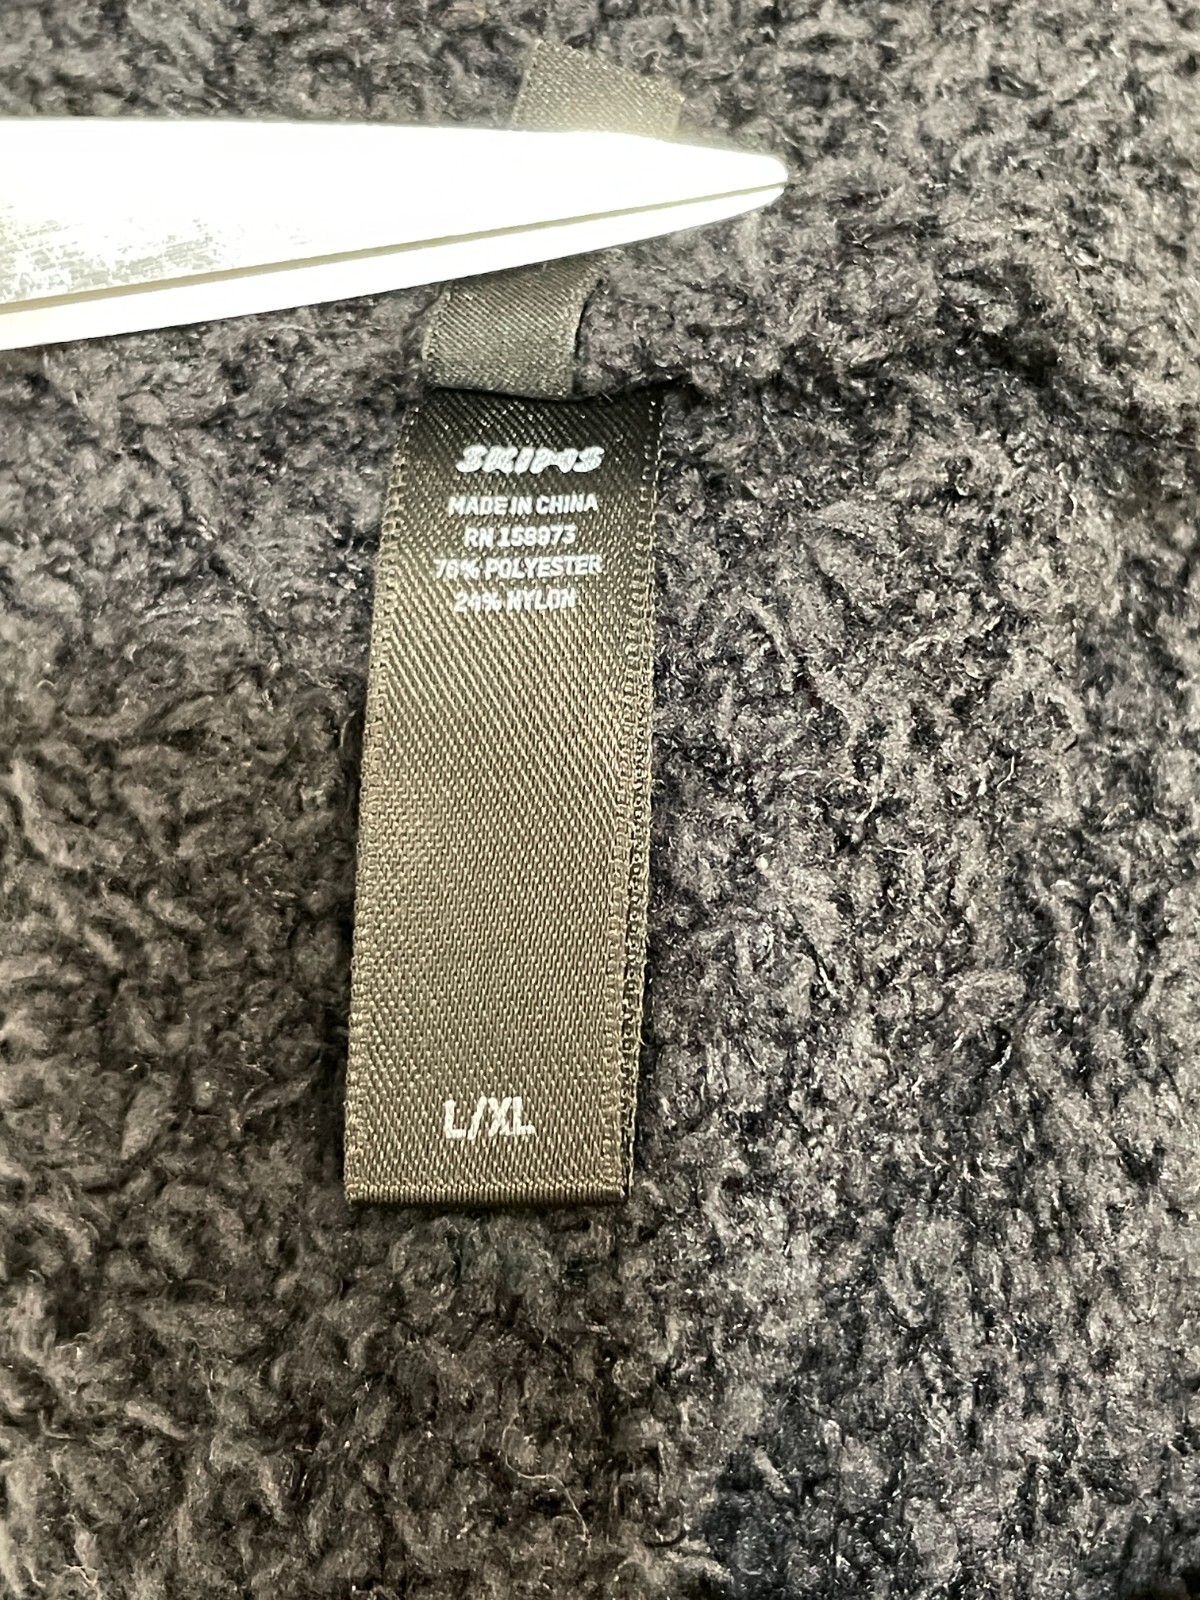 SKIMS
MADE IN CHINA
RN 158973
76% POLYESTER
24% NYLON
L/XL